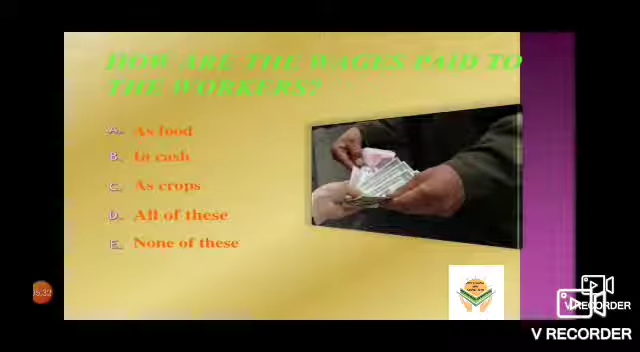 HOW ARE THE WAGES PAID TO
THE WORKERS?
A. As food
B. In cash
C. As crops
D. All of these
E. None of these
V RECORDER
V RECORDER